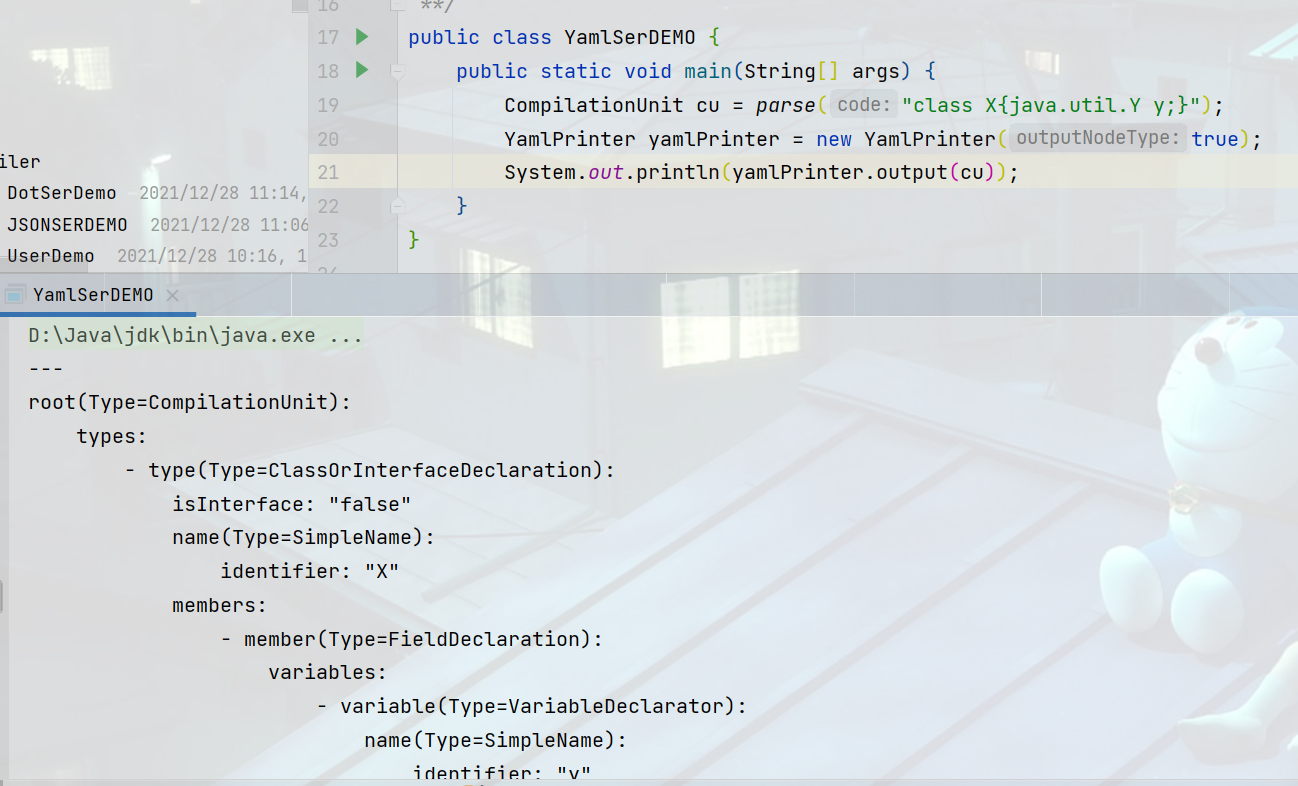 16 **/
17 public class YamlSerDEMO {
18 public static void main(String[] args) {
19 CompilationUnit cu = parse( code: "class X{java.util.Y y;}");
20 YamlPrinter yamlPrinter = new YamlPrinter( outputNodeType: true);
21 System.out.println(yamlPrinter.output(cu));
22 }
23 }
iler
DotSerDemo 2021/12/28 11:14,
JSONSERDEMO 2021/12/28 11:06
UserDemo 2021/12/28 10:16, 1
YamlSerDEMO
D:\Java\jdk\bin\java.exe ...
---
root(Type=CompilationUnit):
types:
- type(Type=ClassOrInterfaceDeclaration):
isInterface: "false"
name(Type=SimpleName):
identifier: "X"
members:
- member(Type=FieldDeclaration):
variables:
- variable(Type=VariableDeclarator):
name(Type=SimpleName):
identifier: "y"